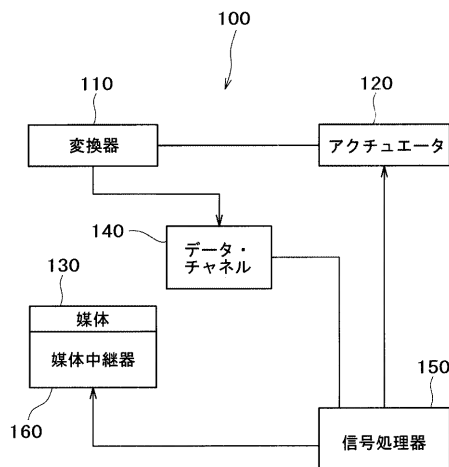 100
110
変換器
120
アクチュエータ
140
データ・
チャネル
130
媒体
媒体中継器
160
150
信号処理器